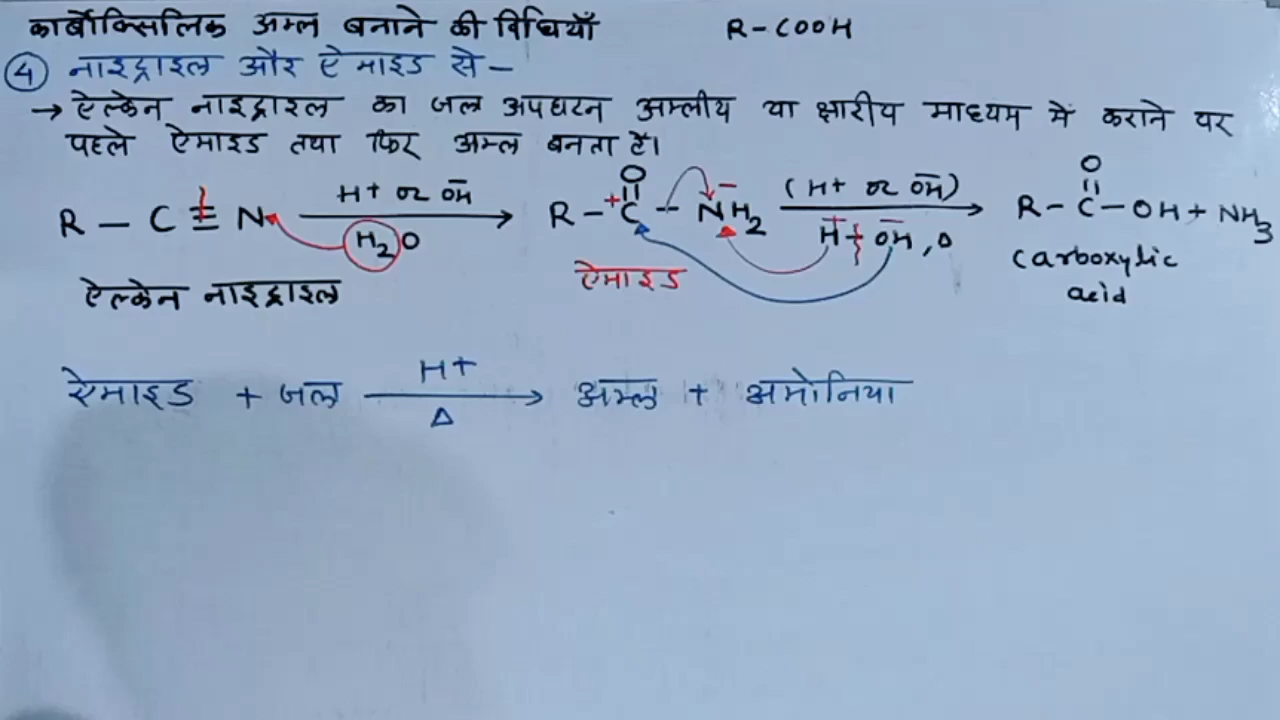 कार्बोक्सिलिक अम्ल बनाने की विधियाँ R-COOH
④ नाइट्राइल और ऐमाइड से -
→ ऐल्केन नाइट्राइल का जल अपघटन अम्लीय या क्षारीय माध्यम में कराने पर
पहले ऐमाइड तथा फिर अम्ल बनता है।
R - C ≡ N H+ or OH⁻ H2O → R - C(+)(=O) - N⁻H2 (H+ or OH⁻) H⁺ + OH⁻, Δ → R - C(=O) - OH + NH3
ऐल्केन नाइट्राइल ऐमाइड carboxylic
acid
ऐमाइड + जल H+ Δ → अम्ल + अमोनिया